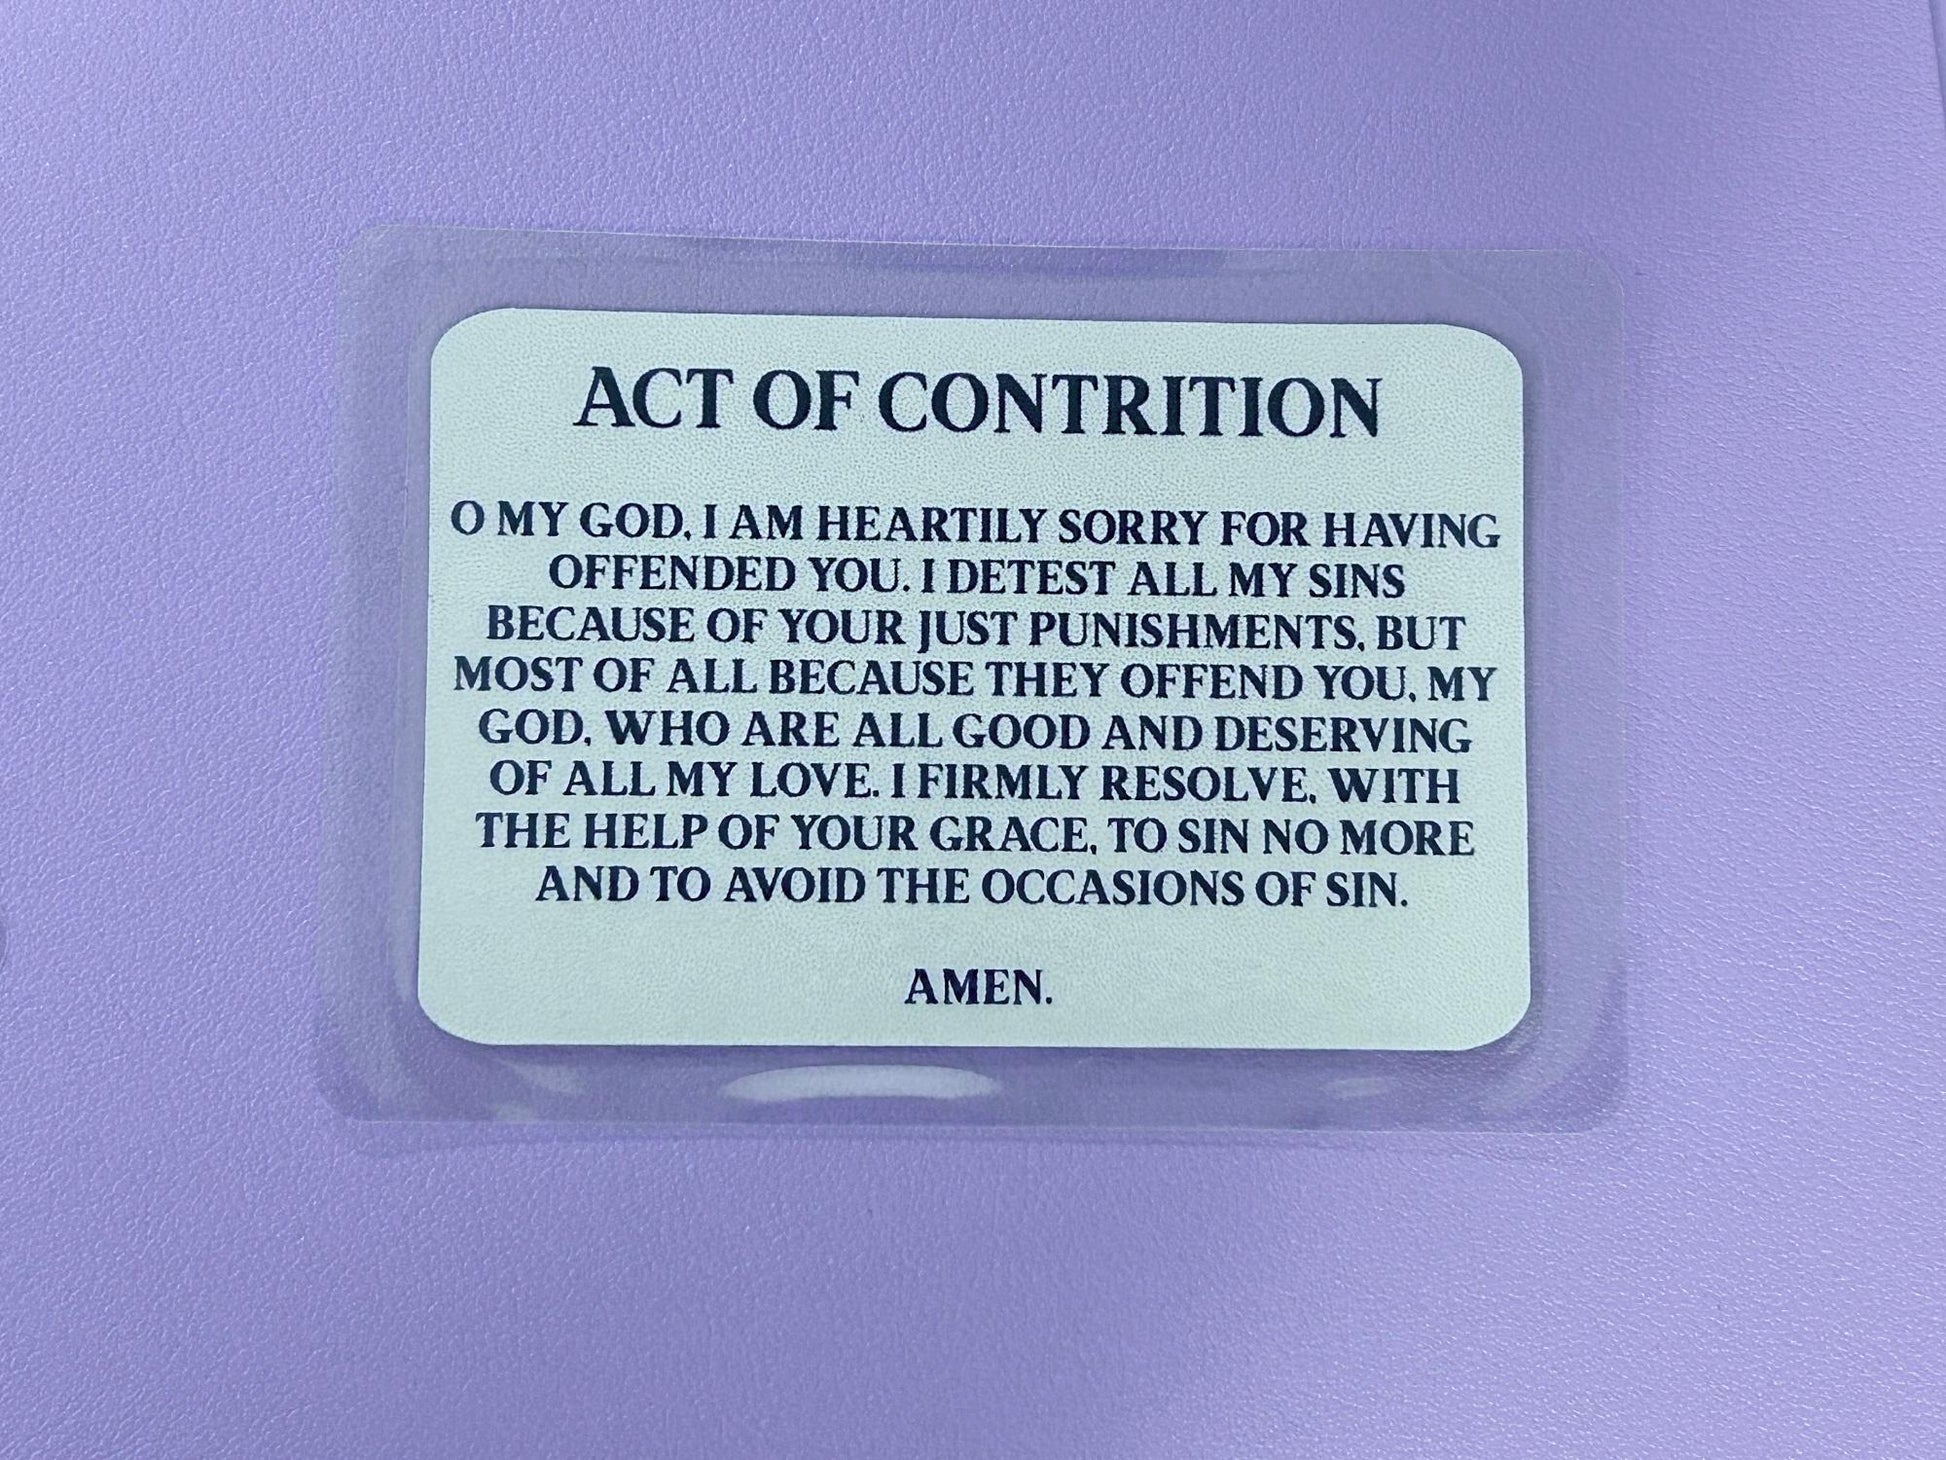 ACT OF CONTRITION
O MY GOD, I AM HEARTILY SORRY FOR HAVING
OFFENDED YOU. I DETEST ALL MY SINS
BECAUSE OF YOUR JUST PUNISHMENTS, BUT
MOST OF ALL BECAUSE THEY OFFEND YOU, MY
GOD, WHO ARE ALL GOOD AND DESERVING
OF ALL MY LOVE. I FIRMLY RESOLVE, WITH
THE HELP OF YOUR GRACE, TO SIN NO MORE
AND TO AVOID THE OCCASIONS OF SIN.
AMEN.